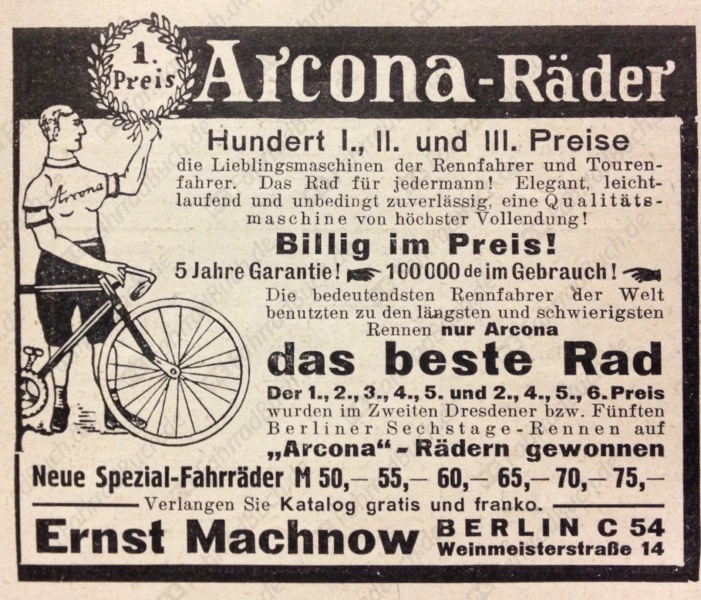 1.
Preis
Arcona-Räder
Hundert I., II. und III. Preise
die Lieblingsmaschinen der Rennfahrer und Touren-
fahrer. Das Rad für jedermann! Elegant, leicht-
laufend und unbedingt zuverlässig, eine Qualitäts-
maschine von höchster Vollendung!
Arcona
Billig im Preis!
5 Jahre Garantie! 100000 de im Gebrauch!
Die bedeutendsten Rennfahrer der Welt
benutzten zu den längsten und schwierigsten
Rennen nur Arcona
das beste Rad
Der 1., 2., 3., 4., 5. und 2., 4., 5., 6. Preis
wurden im Zweiten Dresdener bzw. Fünften
Berliner Sechstage-Rennen auf
„Arcona“-Rädern gewonnen
Neue Spezial-Fahrräder M 50,– 55,– 60,– 65,– 70,– 75,–
Verlangen Sie Katalog gratis und franko.
Ernst Machnow BERLIN C 54
Weinmeisterstraße 14